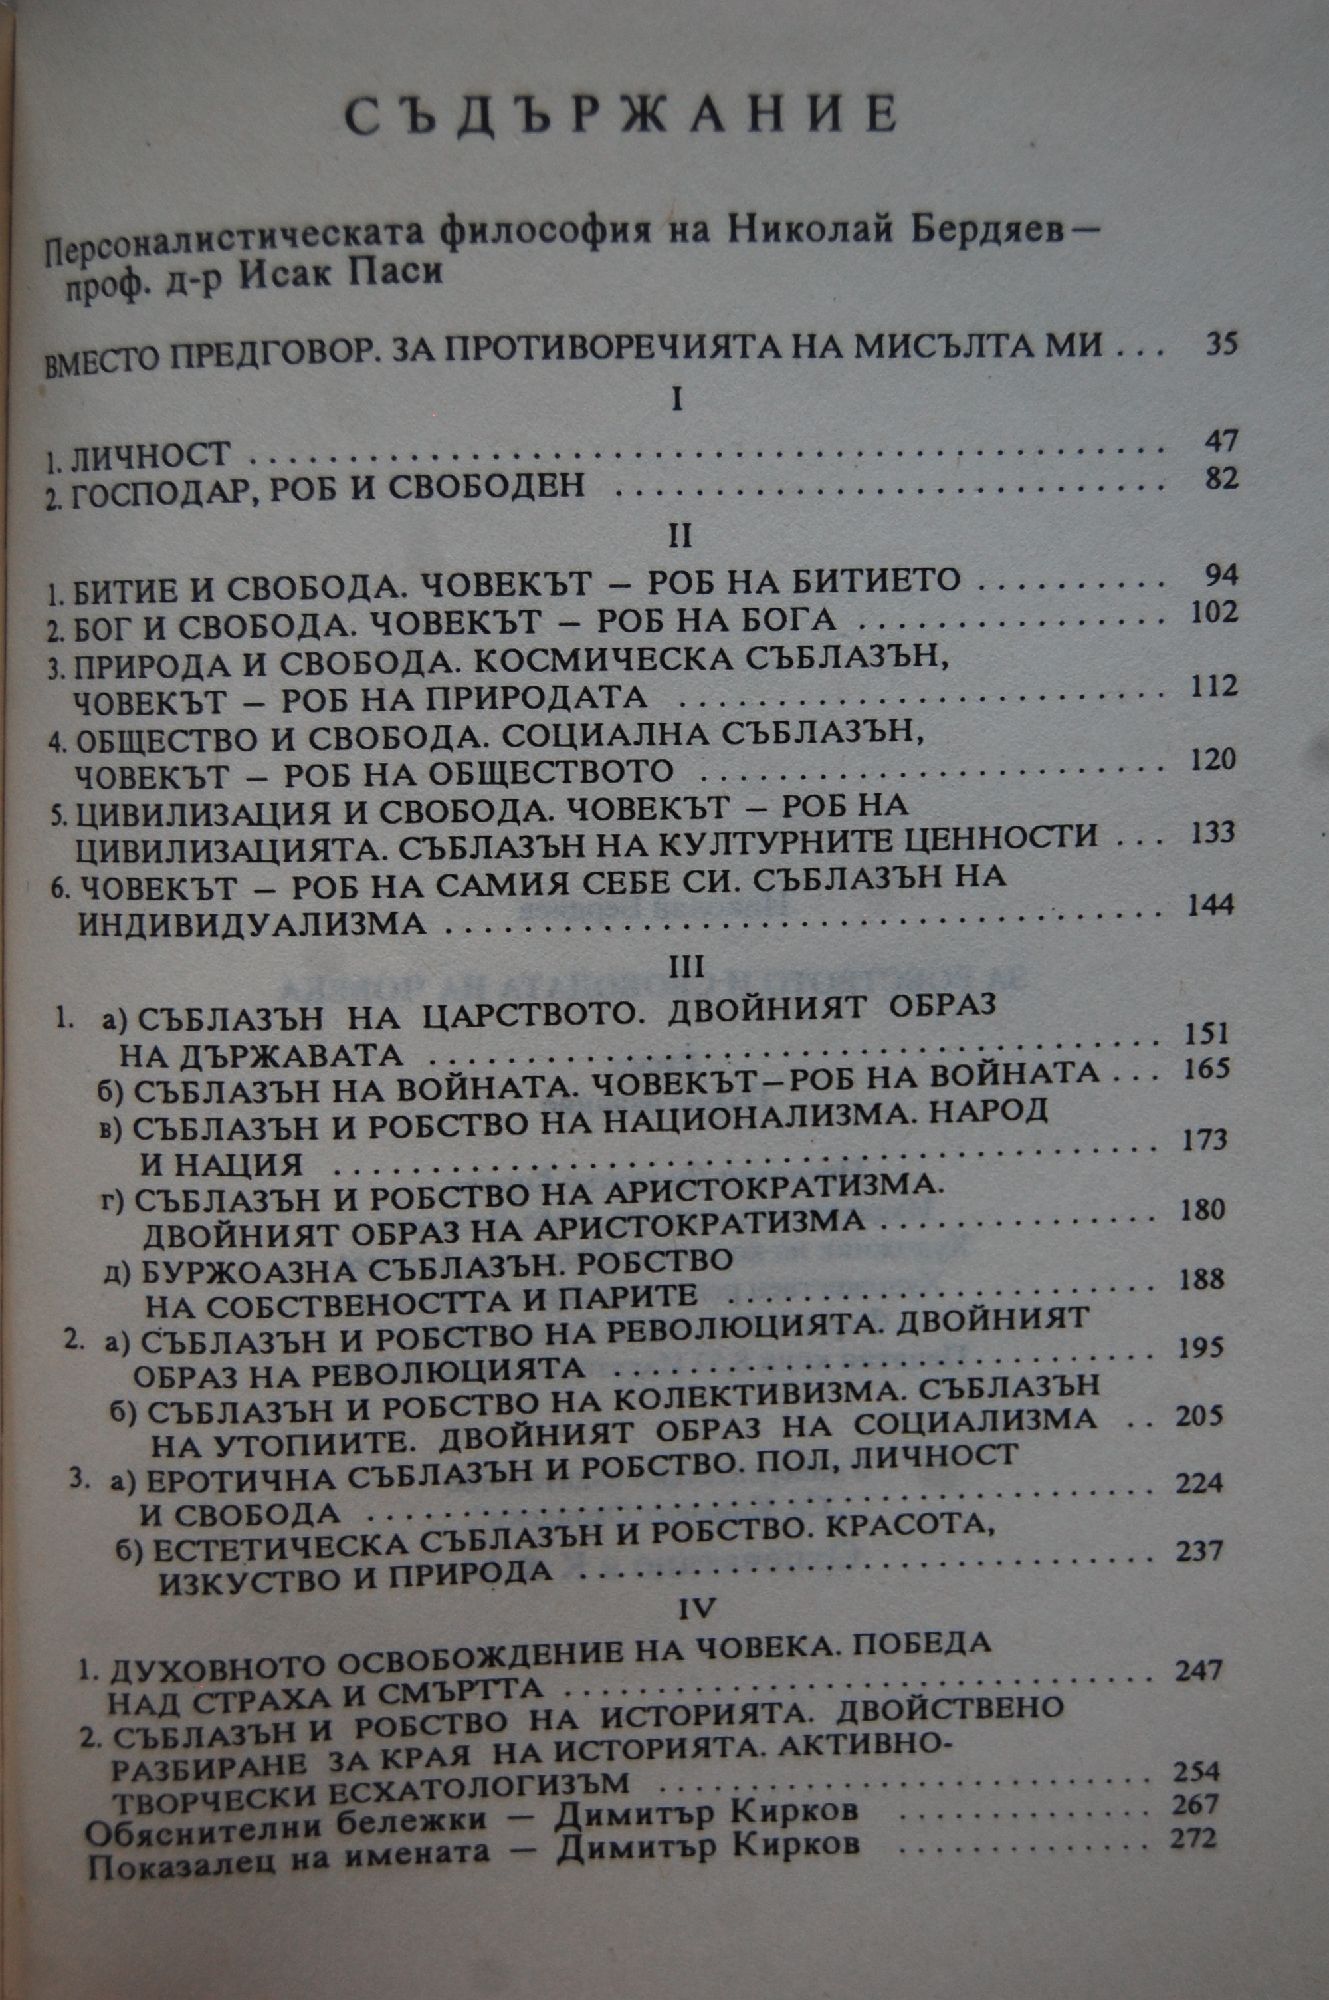 СЪДЪРЖАНИЕ
Персоналистическата философия на Николай Бердяев —
проф. д-р Исак Паси
ВМЕСТО ПРЕДГОВОР. ЗА ПРОТИВОРЕЧИЯТА НА МИСЪЛТА МИ ... 35
I
1. ЛИЧНОСТ ........ 47
2. ГОСПОДАР, РОБ И СВОБОДЕН ........ 82
II
1. БИТИЕ И СВОБОДА. ЧОВЕКЪТ – РОБ НА БИТИЕТО ........ 94
2. БОГ И СВОБОДА. ЧОВЕКЪТ – РОБ НА БОГА ........ 102
3. ПРИРОДА И СВОБОДА. КОСМИЧЕСКА СЪБЛАЗЪН,
ЧОВЕКЪТ – РОБ НА ПРИРОДАТА ........ 112
4. ОБЩЕСТВО И СВОБОДА. СОЦИАЛНА СЪБЛАЗЪН,
ЧОВЕКЪТ – РОБ НА ОБЩЕСТВОТО ........ 120
5. ЦИВИЛИЗАЦИЯ И СВОБОДА. ЧОВЕКЪТ – РОБ НА
ЦИВИЛИЗАЦИЯТА. СЪБЛАЗЪН НА КУЛТУРНИТЕ ЦЕННОСТИ ... 133
6. ЧОВЕКЪТ – РОБ НА САМИЯ СЕБЕ СИ. СЪБЛАЗЪН НА
ИНДИВИДУАЛИЗМА ........ 144
III
1. а) СЪБЛАЗЪН НА ЦАРСТВОТО. ДВОЙНИЯТ ОБРАЗ
НА ДЪРЖАВАТА ........ 151
б) СЪБЛАЗЪН НА ВОЙНАТА. ЧОВЕКЪТ–РОБ НА ВОЙНАТА ... 165
в) СЪБЛАЗЪН И РОБСТВО НА НАЦИОНАЛИЗМА. НАРОД
И НАЦИЯ ........ 173
г) СЪБЛАЗЪН И РОБСТВО НА АРИСТОКРАТИЗМА.
ДВОЙНИЯТ ОБРАЗ НА АРИСТОКРАТИЗМА ........ 180
д) БУРЖОАЗНА СЪБЛАЗЪН. РОБСТВО
НА СОБСТВЕНОСТТА И ПАРИТЕ ........ 188
2. а) СЪБЛАЗЪН И РОБСТВО НА РЕВОЛЮЦИЯТА. ДВОЙНИЯТ
ОБРАЗ НА РЕВОЛЮЦИЯТА ........ 195
б) СЪБЛАЗЪН И РОБСТВО НА КОЛЕКТИВИЗМА. СЪБЛАЗЪН
НА УТОПИИТЕ. ДВОЙНИЯТ ОБРАЗ НА СОЦИАЛИЗМА .. 205
3. а) ЕРОТИЧНА СЪБЛАЗЪН И РОБСТВО. ПОЛ, ЛИЧНОСТ
И СВОБОДА ........ 224
б) ЕСТЕТИЧЕСКА СЪБЛАЗЪН И РОБСТВО. КРАСОТА,
ИЗКУСТВО И ПРИРОДА ........ 237
IV
1. ДУХОВНОТО ОСВОБОЖДЕНИЕ НА ЧОВЕКА. ПОБЕДА
НАД СТРАХА И СМЪРТТА ........ 247
2. СЪБЛАЗЪН И РОБСТВО НА ИСТОРИЯТА. ДВОЙСТВЕНО
РАЗБИРАНЕ ЗА КРАЯ НА ИСТОРИЯТА. АКТИВНО-
ТВОРЧЕСКИ ЕСХАТОЛОГИЗЪМ ........ 254
Обяснителни бележки — Димитър Кирков ........ 267
Показалец на имената — Димитър Кирков ........ 272